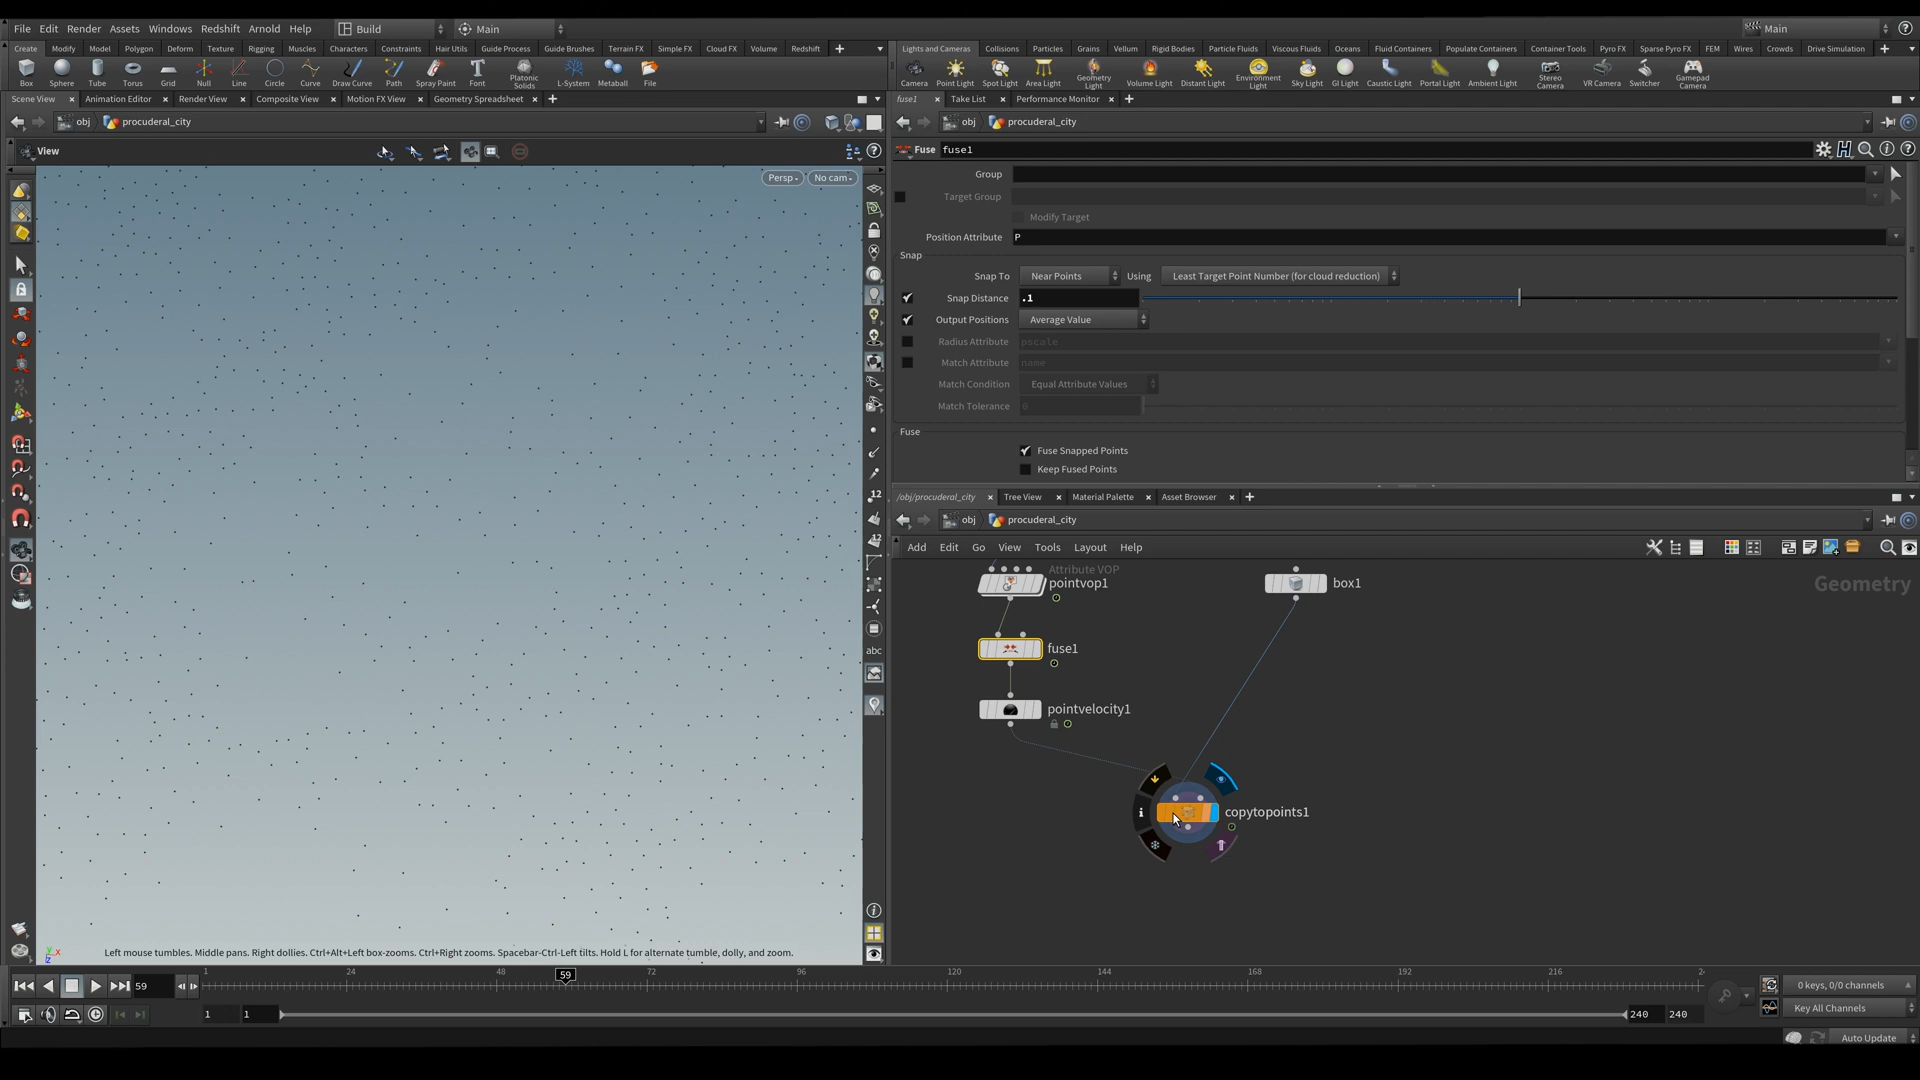 File Edit Render Assets Windows Redshift Arnold Help Build Main Main
Create Modify Model Polygon Deform Texture Rigging Muscles Characters Constraints Hair Utils Guide Process Guide Brushes Terrain FX Simple FX Cloud FX Volume Redshift
Lights and Cameras Collisions Particles Grains Vellum Rigid Bodies Particle Fluids Viscous Fluids Oceans Fluid Containers Populate Containers Container Tools Pyro FX Sparse Pyro FX FEM Wires Crowds Drive Simulation
Box Sphere Tube Torus Grid Null Line Circle Curve Draw Curve Path Spray Paint Font Platonic Solids L-System Metaball File
Camera Point Light Spot Light Area Light Geometry Light Volume Light Distant Light Environment Light Sky Light GI Light Caustic Light Portal Light Ambient Light Stereo Camera VR Camera Switcher Gamepad Camera
Scene View Animation Editor Render View Composite View Motion FX View Geometry Spreadsheet
fuse1 Take List Performance Monitor
obj procuderal_city
obj procuderal_city
View
Fuse fuse1
Persp No cam
Group
Target Group
Modify Target
Position Attribute P
Snap
Snap To Near Points Using Least Target Point Number (for cloud reduction)
Snap Distance .1
Output Positions Average Value
Radius Attribute pscale
Match Attribute name
Match Condition Equal Attribute Values
Match Tolerance 0
Fuse
Fuse Snapped Points
Keep Fused Points
/obj/procuderal_city Tree View Material Palette Asset Browser
obj procuderal_city
Add Edit Go View Tools Layout Help
Attribute VOP
pointvop1
box1
Geometry
fuse1
pointvelocity1
copytopoints1
12
12
abc
Left mouse tumbles. Middle pans. Right dollies. Ctrl+Alt+Left box-zooms. Ctrl+Right zooms. Spacebar-Ctrl-Left tilts. Hold L for alternate tumble, dolly, and zoom.
y x
z
59
1 24 48 59 72 96 120 144 168 192 216
0 keys, 0/0 channels
1 1 240 240
Key All Channels
Auto Update